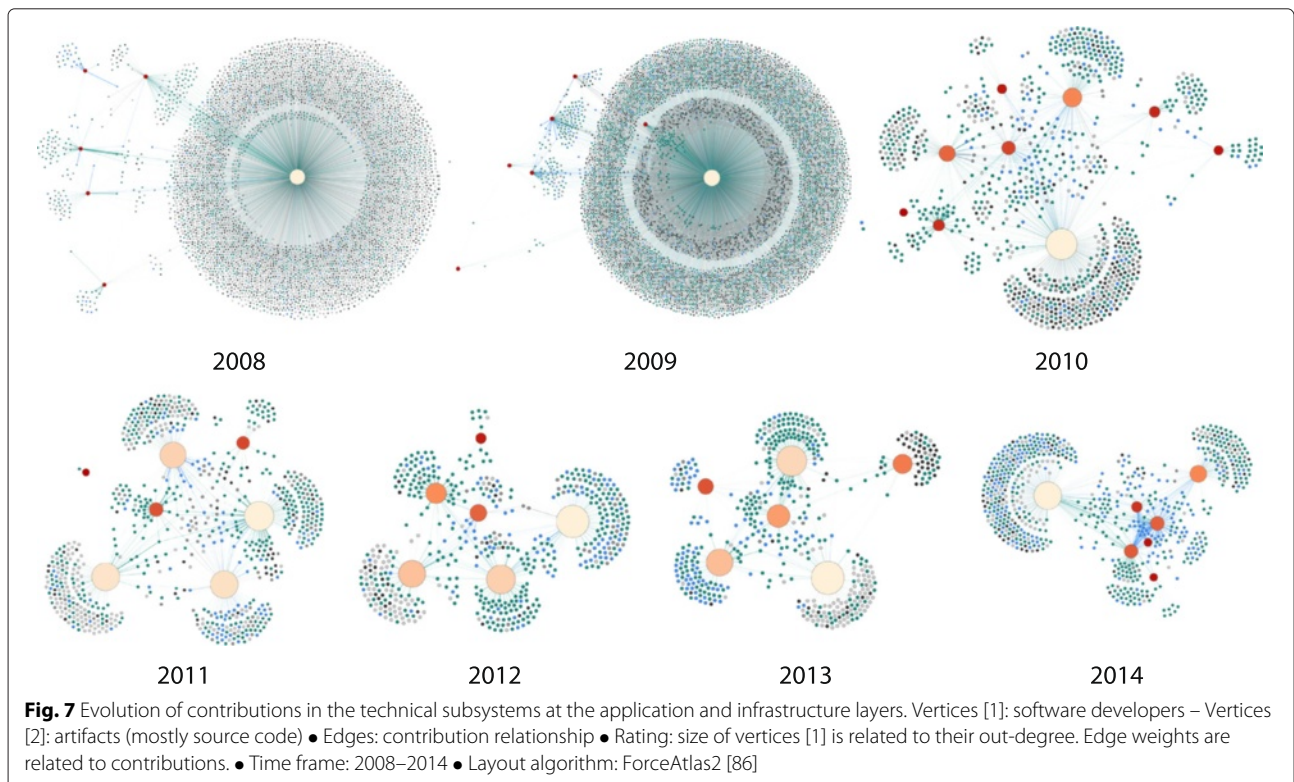 2008
2009
2010
2011
2012
2013
2014
Fig. 7 Evolution of contributions in the technical subsystems at the application and infrastructure layers. Vertices [1]: software developers – Vertices
[2]: artifacts (mostly source code) ● Edges: contribution relationship ● Rating: size of vertices [1] is related to their out-degree. Edge weights are
related to contributions. ● Time frame: 2008–2014 ● Layout algorithm: ForceAtlas2 [86]